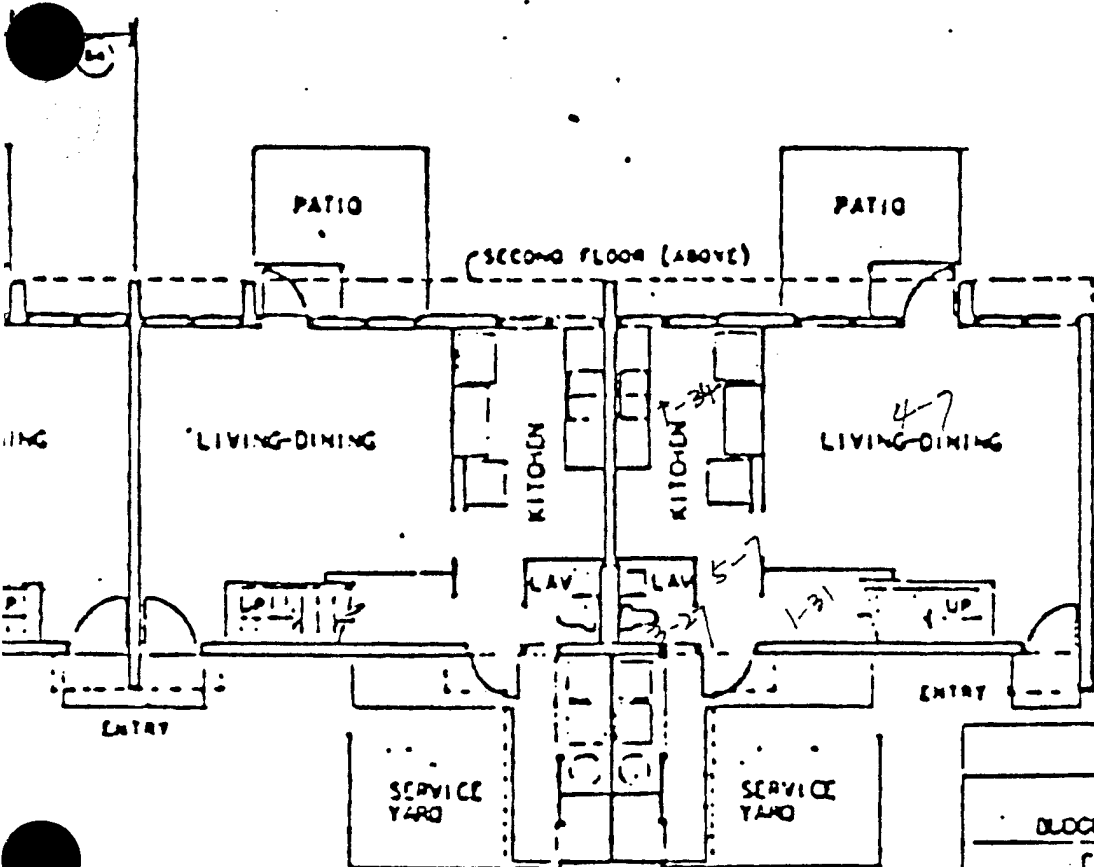 PATIO
PATIO
SECOND FLOOR (ABOVE)
LIVING-DINING
KITCHEN
KITCHEN
4-7
LIVING-DINING
LAV
LAV
5-7
1-31
UP
UP
ENTRY
ENTRY
SERVICE
YARD
SERVICE
YARD